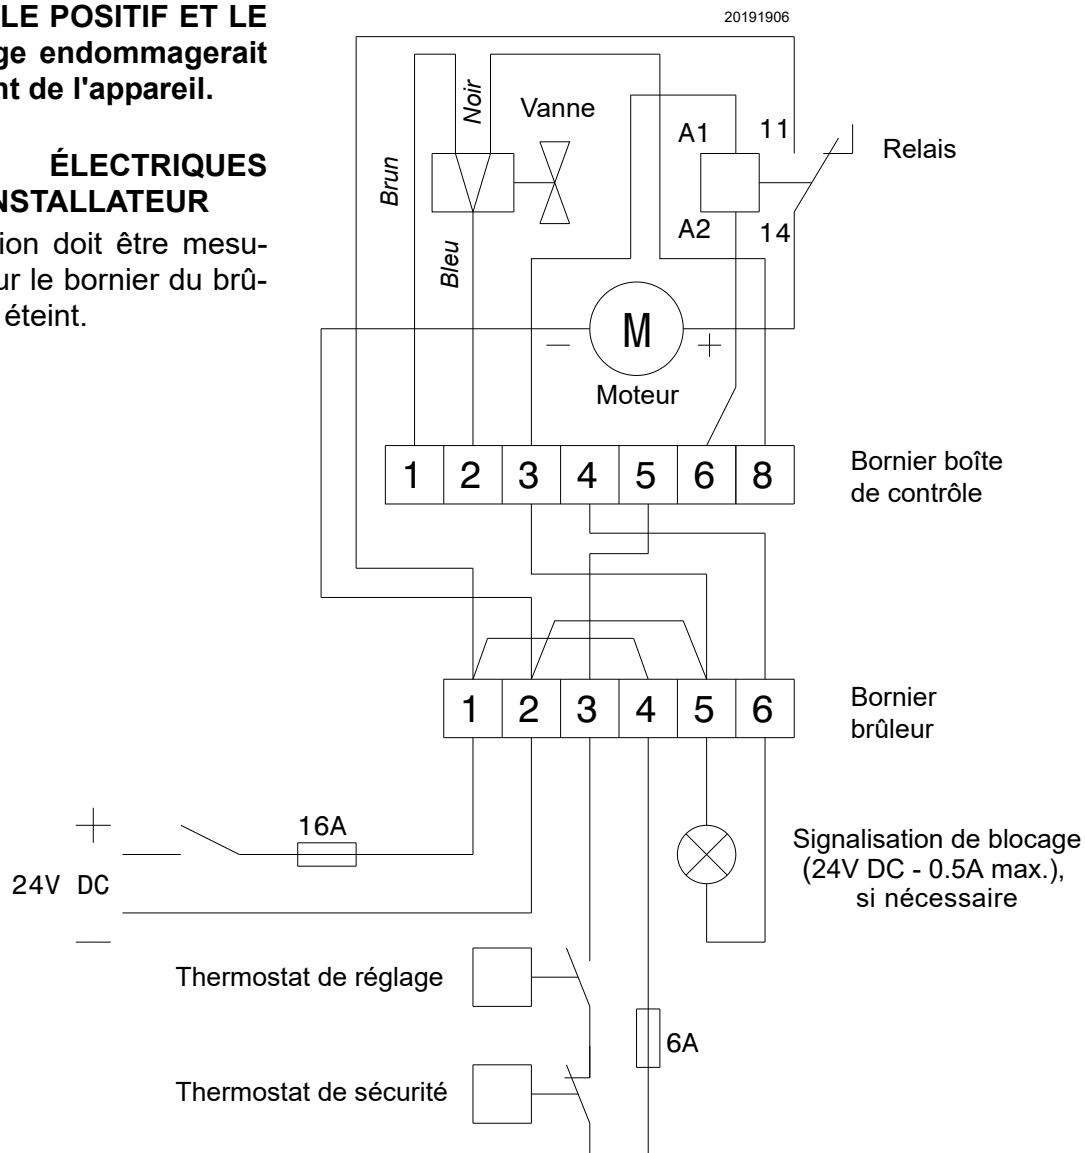 LE POSITIF ET LE
ge endommagerait
nt de l'appareil.
ÉLECTRIQUES
NSTALLATEUR
ion doit être mesu-
ur le bornier du brû-
éteint.
20191906
Noir
Vanne
Brun
Bleu
A1
11
Relais
A2
14
M
Moteur
1 2 3 4 5 6 8
Bornier boîte
de contrôle
1 2 3 4 5 6
Bornier
brûleur
+
16A
24V DC
—
Signalisation de blocage
(24V DC - 0.5A max.),
si nécessaire
Thermostat de réglage
6A
Thermostat de sécurité